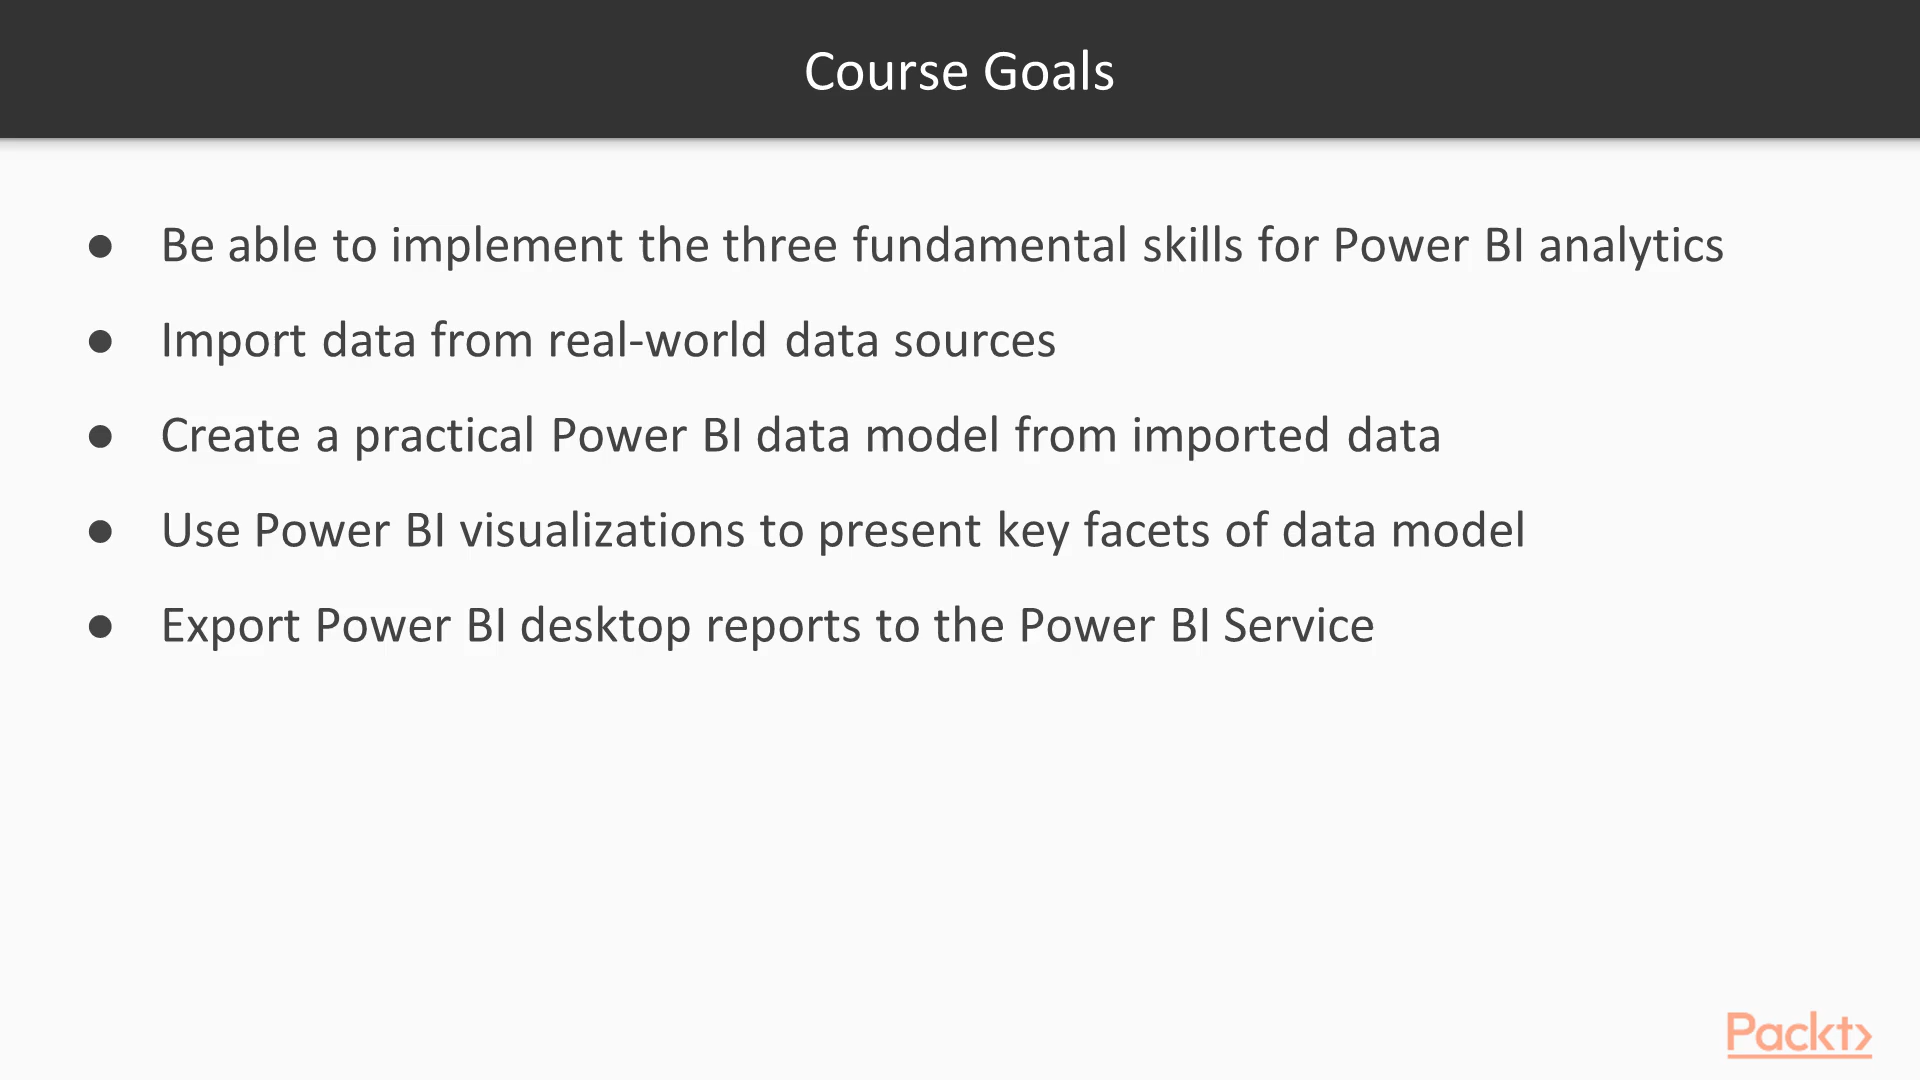 Course Goals
● Be able to implement the three fundamental skills for Power BI analytics
● Import data from real-world data sources
● Create a practical Power BI data model from imported data
● Use Power BI visualizations to present key facets of data model
● Export Power BI desktop reports to the Power BI Service
Packt>